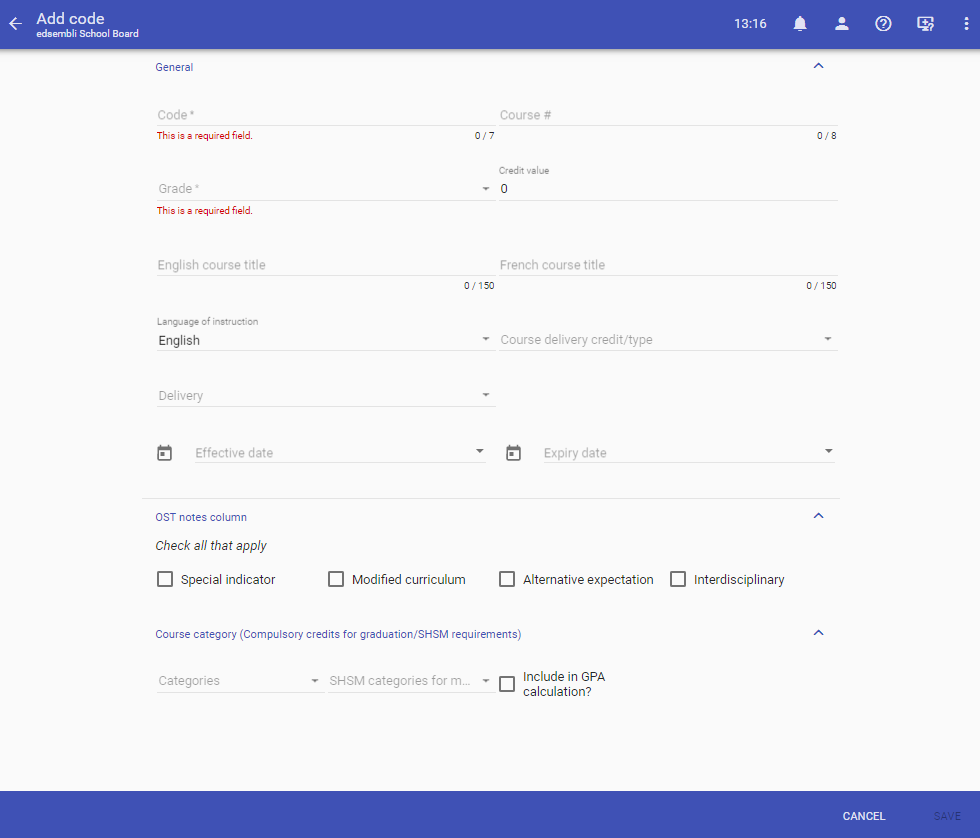 Add code
edsembli School Board
13:16
General
Code *
Course #
This is a required field.
0 / 7
0 / 8
Credit value
Grade *
0
This is a required field.
English course title
French course title
0 / 150
0 / 150
Language of instruction
English
Course delivery credit/type
Delivery
Effective date
Expiry date
OST notes column
Check all that apply
Special indicator
Modified curriculum
Alternative expectation
Interdisciplinary
Course category (Compulsory credits for graduation/SHSM requirements)
Categories
SHSM categories for m...
Include in GPA
calculation?
CANCEL
SAVE